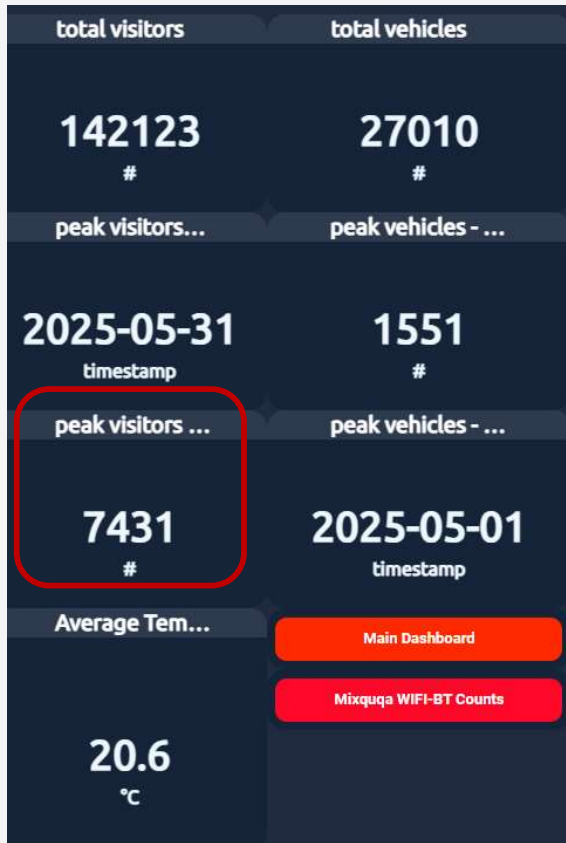 total visitors
total vehicles
142123
#
27010
#
peak visitors...
peak vehicles - ...
2025-05-31
timestamp
1551
#
peak visitors ...
peak vehicles - ...
7431
#
2025-05-01
timestamp
Average Tem...
Main Dashboard
Mixquqa WIFI-BT Counts
20.6
°C